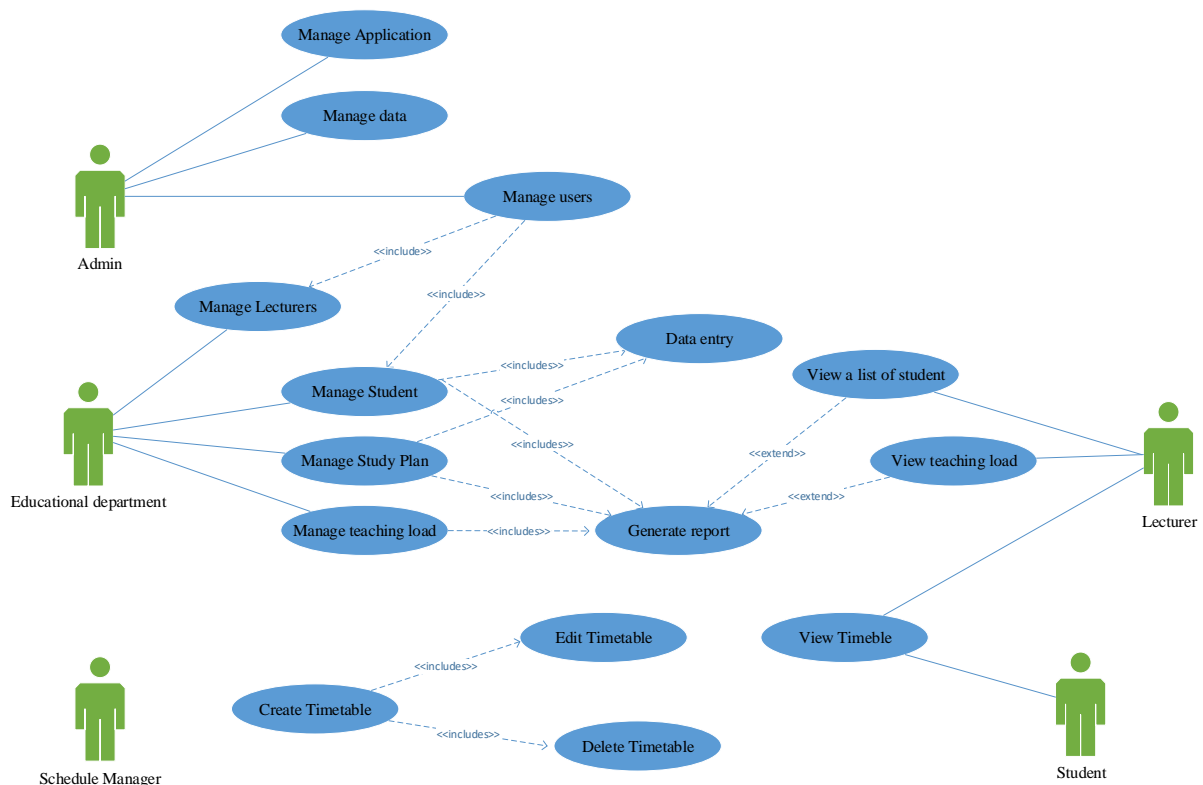 Manage Application
Manage data
Manage users
Admin
<<include>>
<<include>>
Manage Lecturers
Data entry
<<includes>>
View a list of student
Manage Student
<<includes>>
<<includes>>
<<extend>>
Manage Study Plan
View teaching load
Educational department
<<includes>>
<<extend>>
Lecturer
Manage teaching load
<<includes>>
Generate report
Edit Timetable
View Timeble
<<includes>>
Create Timetable
<<includes>>
Delete Timetable
Schedule Manager
Student